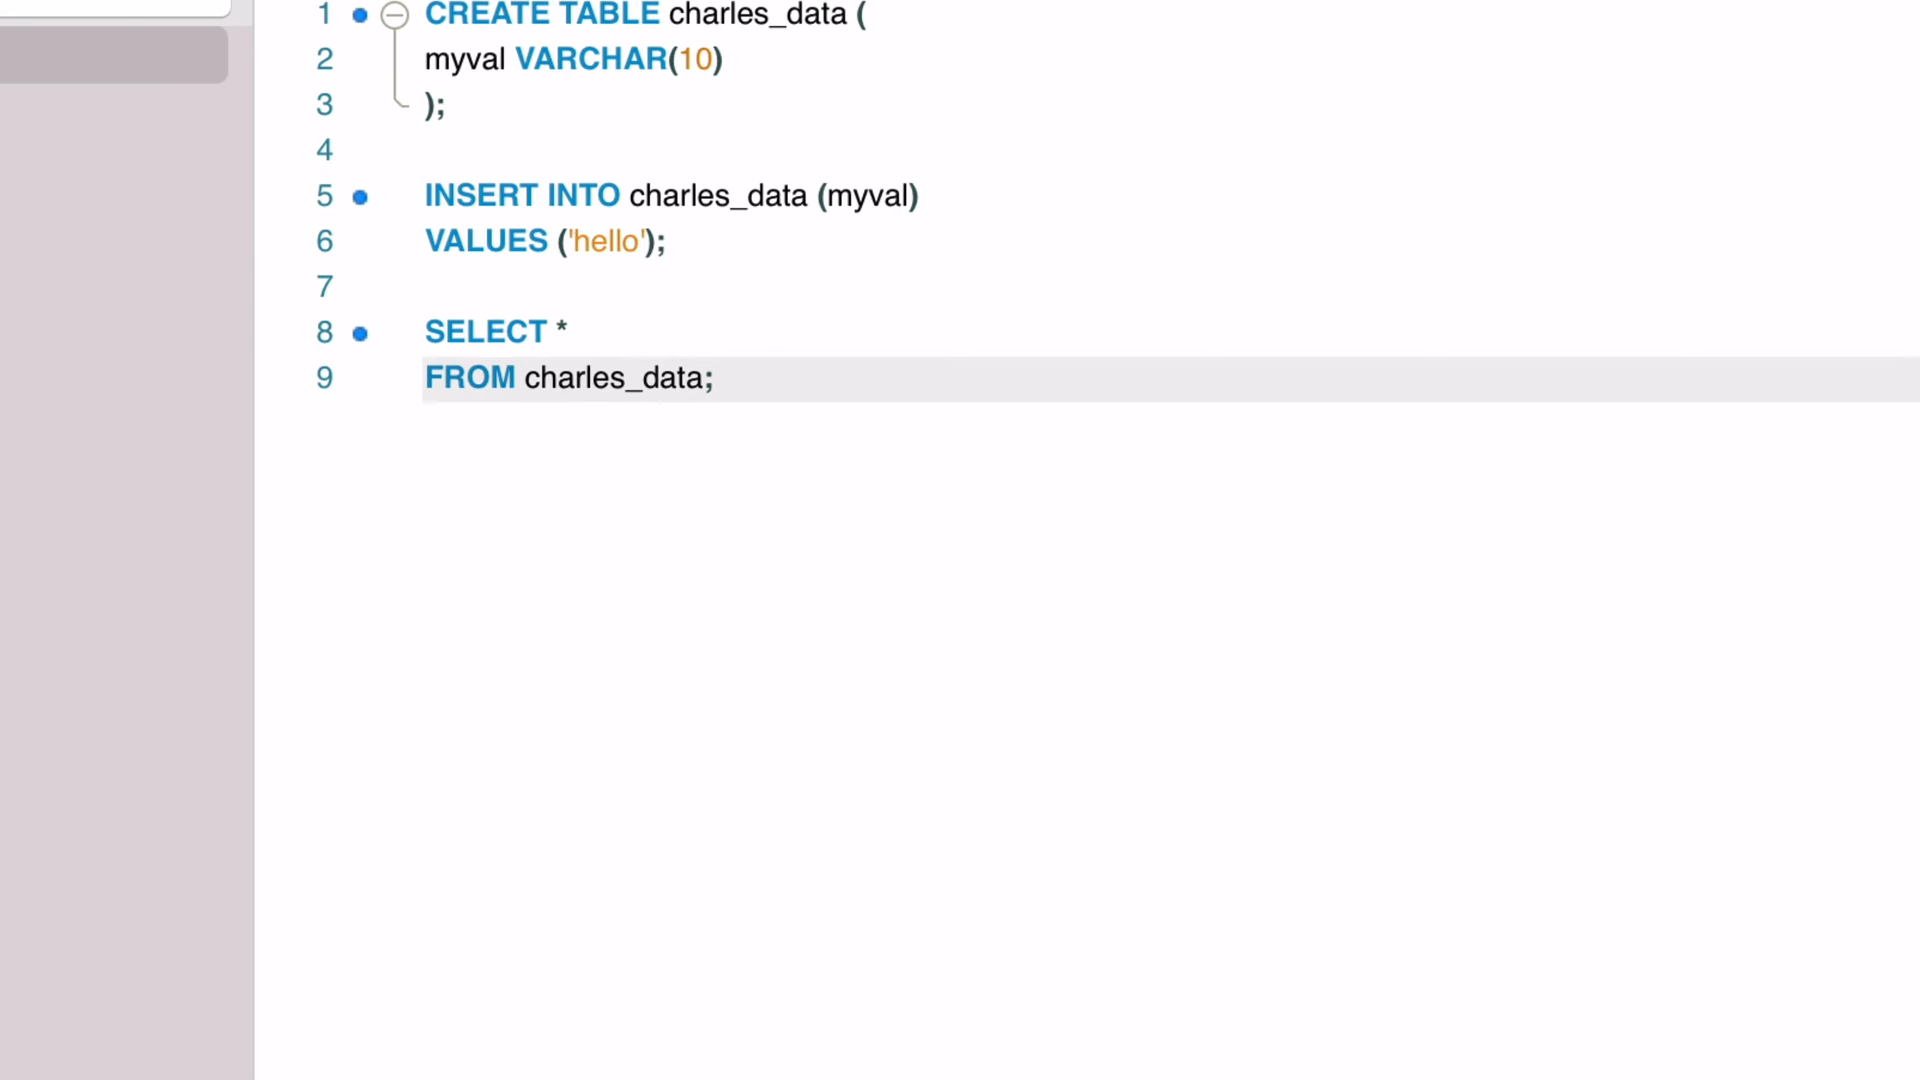 1 CREATE TABLE charles_data (
2 myval VARCHAR(10)
3 );
4
5 INSERT INTO charles_data (myval)
6 VALUES ('hello');
7
8 SELECT *
9 FROM charles_data;